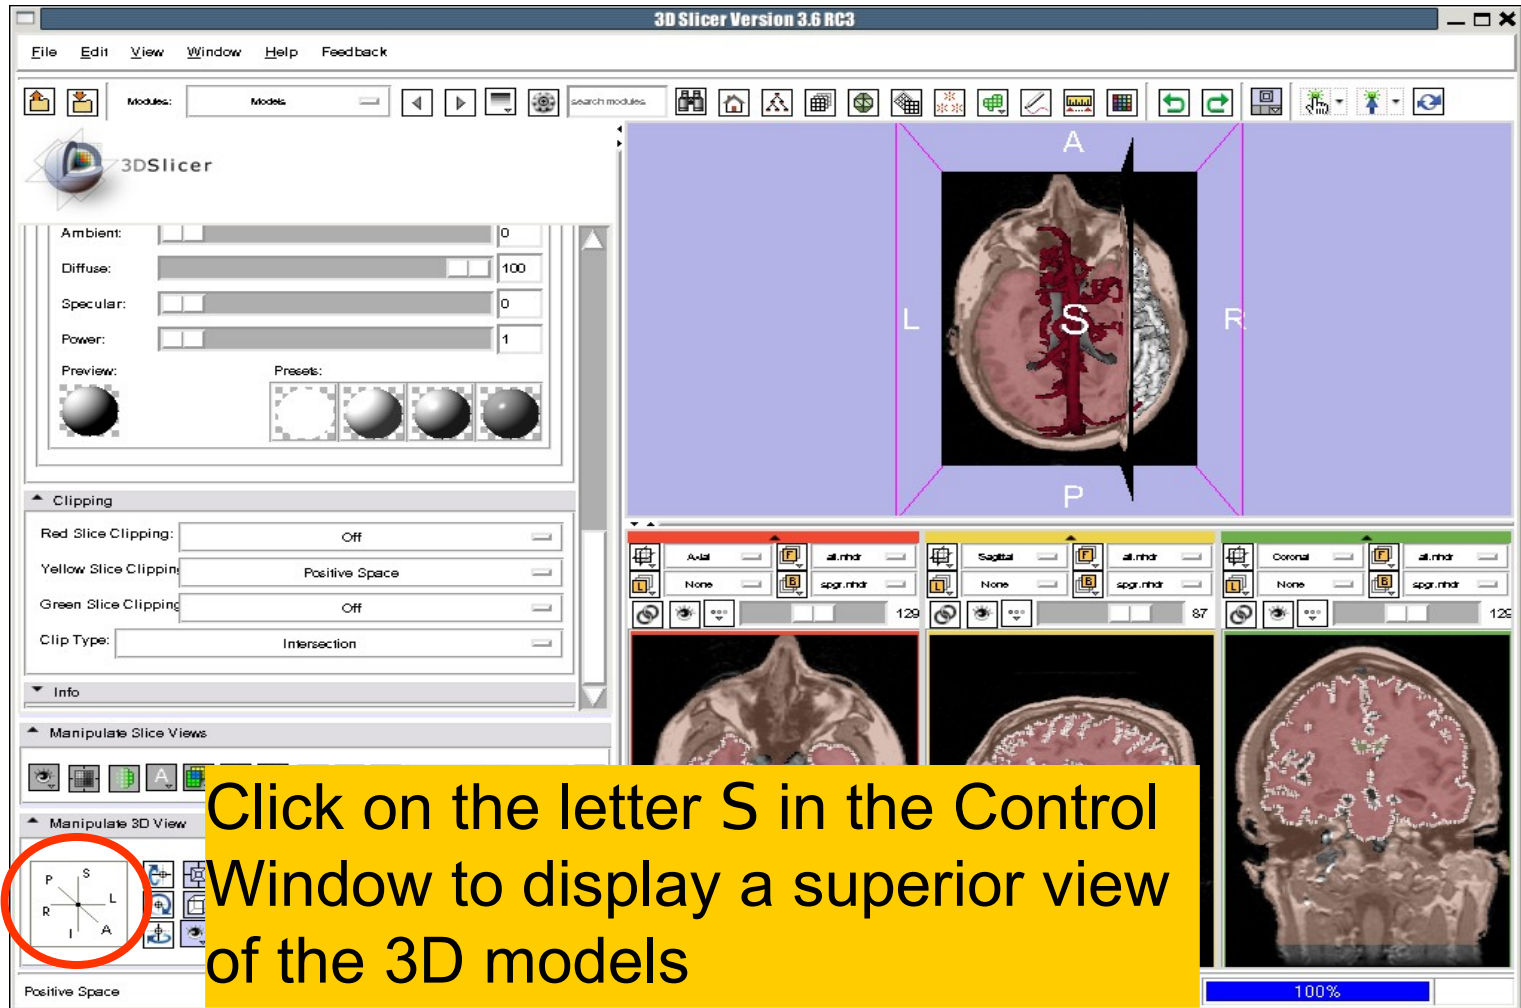 3D Slicer Version 3.6 RC3
File Edit View Window Help Feedback
Modules: Models search modules
3DSlicer
Ambient: 0
Diffuse: 100
Specular: 0
Power: 1
Preview: Presets:
Clipping
Red Slice Clipping: Off
Yellow Slice Clipping Positive Space
Green Slice Clipping Off
Clip Type: Intersection
Info
Manipulate Slice Views
A
Manipulate 3D View
P S
R L
I A
Positive Space
A
L S R
P
Axial F all.nhdr
L None B spgr.nhdr
129
Sagittal F all.nhdr
L None B spgr.nhdr
87
Coronal F all.nhdr
L None B spgr.nhdr
129
Click on the letter S in the Control
Window to display a superior view
of the 3D models
100%